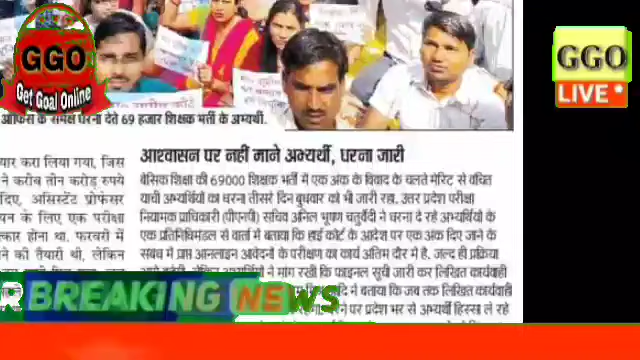 GGO
Get Goal Online
GGO
LIVE
ऑफिस के समक्ष धरना देते 69 हजार शिक्षक भर्ती के अभ्यर्थी.
आश्वासन पर नहीं माने अभ्यर्थी, धरना जारी
यार करा लिया गया, जिस
ने करीब तीन करोड़ रुपये
दिए, असिस्टेंट प्रोफेसर
यन के लिए एक परीक्षा
त्कार होना था. फरवरी में
ने की तैयारी थी, लेकिन
बेसिक शिक्षा की 69000 शिक्षक भर्ती में एक अंक के विवाद के चलते मेरिट से वंचित
याची अभ्यर्थियों का धरना तीसरे दिन बुधवार को भी जारी रहा. उत्तर प्रदेश परीक्षा
नियामक प्राधिकारी (पीएनपी) सचिव अनिल भूषण चतुर्वेदी ने धरना दे रहे अभ्यर्थियों के
एक प्रतिनिधिमंडल से वार्ता में बताया कि हाई कोर्ट के आदेश पर एक अंक दिए जाने के
संबंध में प्राप्त आनलाइन आवेदनों के परीक्षण का कार्य अंतिम दौर में है. जल्द ही प्रक्रिया
ने मांग रखी कि फाइनल सूची जारी कर लिखित कार्यवाही
ने बताया कि जब तक लिखित कार्यवाही
पर प्रदेश भर से अभ्यर्थी हिस्सा ले रहे
BREAKING NEWS